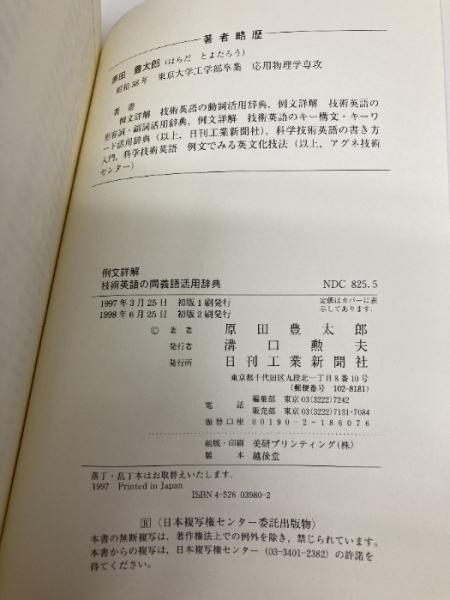 著者略歴
原田 豊太郎(はらだ とよたろう)
昭和38年 東京大学工学部卒業 応用物理学専攻
著 書
例文詳解 技術英語の動詞活用辞典,例文詳解 技術英語の
形容詞・副詞活用辞典,例文詳解 技術英語のキー構文・キーワ
ード活用辞典(以上,日刊工業新聞社),科学技術英語の書き方
入門,科学技術英語 例文でみる英文化技法(以上,アグネ技術
センター)
例文詳解
技術英語の同義語活用辞典 NDC 825.5
1997年3月25日 初版1刷発行 定価はカバーに表
1998年6月25日 初版2刷発行 示してあります.
© 著者 原田豊太郎
発行者 溝口勲夫
発行所 日刊工業新聞社
東京都千代田区九段北一丁目8番10号
(郵便番号 102-8181)
電話 編集部 東京03(3222)7242
販売部 東京03(3222)7131・7084
振替口座 00190-2-186076
組版・印刷 美研プリンティング(株)
製本 越後堂
落丁・乱丁本はお取替えいたします.
1997 Printed in Japan
ISBN 4-526 03980-2
R 〈日本複写権センター委託出版物〉
本書の無断複写は,著作権法上での例外を除き,禁じられています.
本書からの複写は,日本複写権センター(03-3401-2382)の許諾を
得てください.